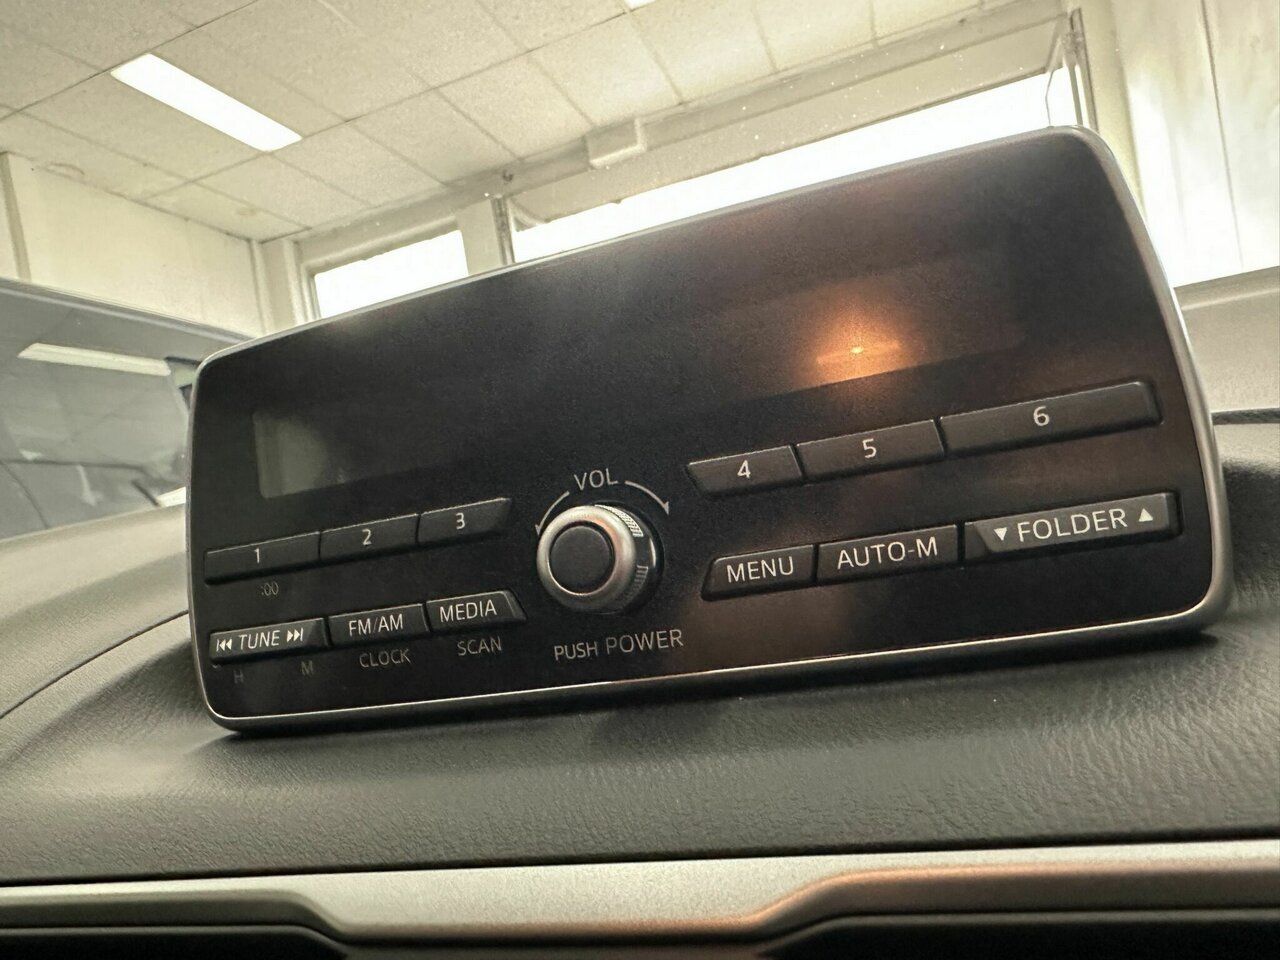 1 2 3
:00
⏮ TUNE ⏭ FM/AM MEDIA
H M CLOCK SCAN
VOL
PUSH POWER
4 5 6
MENU AUTO-M ▼ FOLDER ▲